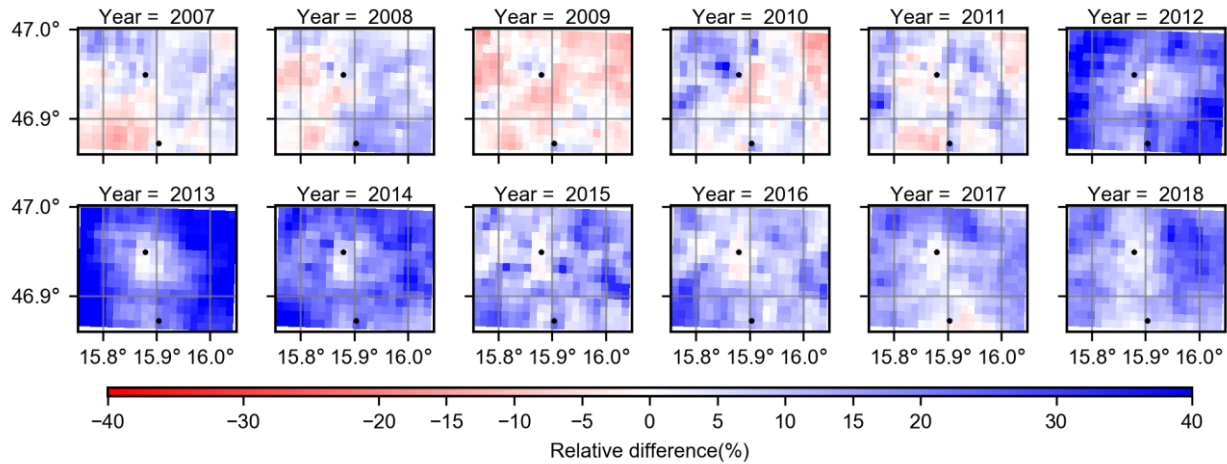 Year = 2007 Year = 2008 Year = 2009 Year = 2010 Year = 2011 Year = 2012
47.0°
46.9°
Year = 2013 Year = 2014 Year = 2015 Year = 2016 Year = 2017 Year = 2018
47.0°
46.9°
15.8° 15.9° 16.0° 15.8° 15.9° 16.0° 15.8° 15.9° 16.0° 15.8° 15.9° 16.0° 15.8° 15.9° 16.0° 15.8° 15.9° 16.0°
−40 −30 −20 −15 −10 −5 0 5 10 15 20 30 40
Relative difference(%)